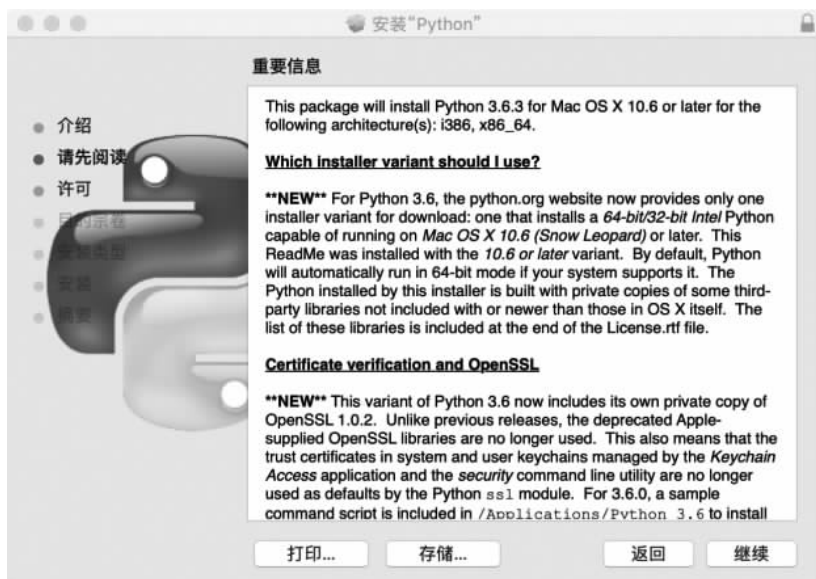 安装“Python”
重要信息
介绍
请先阅读
许可
目的宗卷
安装类型
安装
摘要
This package will install Python 3.6.3 for Mac OS X 10.6 or later for the
following architecture(s): i386, x86_64.
Which installer variant should I use?
**NEW** For Python 3.6, the python.org website now provides only one
installer variant for download: one that installs a 64-bit/32-bit Intel Python
capable of running on Mac OS X 10.6 (Snow Leopard) or later. This
ReadMe was installed with the 10.6 or later variant. By default, Python
will automatically run in 64-bit mode if your system supports it. The
Python installed by this installer is built with private copies of some third-
party libraries not included with or newer than those in OS X itself. The
list of these libraries is included at the end of the License.rtf file.
Certificate verification and OpenSSL
**NEW** This variant of Python 3.6 now includes its own private copy of
OpenSSL 1.0.2. Unlike previous releases, the deprecated Apple-
supplied OpenSSL libraries are no longer used. This also means that the
trust certificates in system and user keychains managed by the Keychain
Access application and the security command line utility are no longer
used as defaults by the Python ssl module. For 3.6.0, a sample
command script is included in /Applications/Python 3.6 to install
打印...
存储...
返回
继续